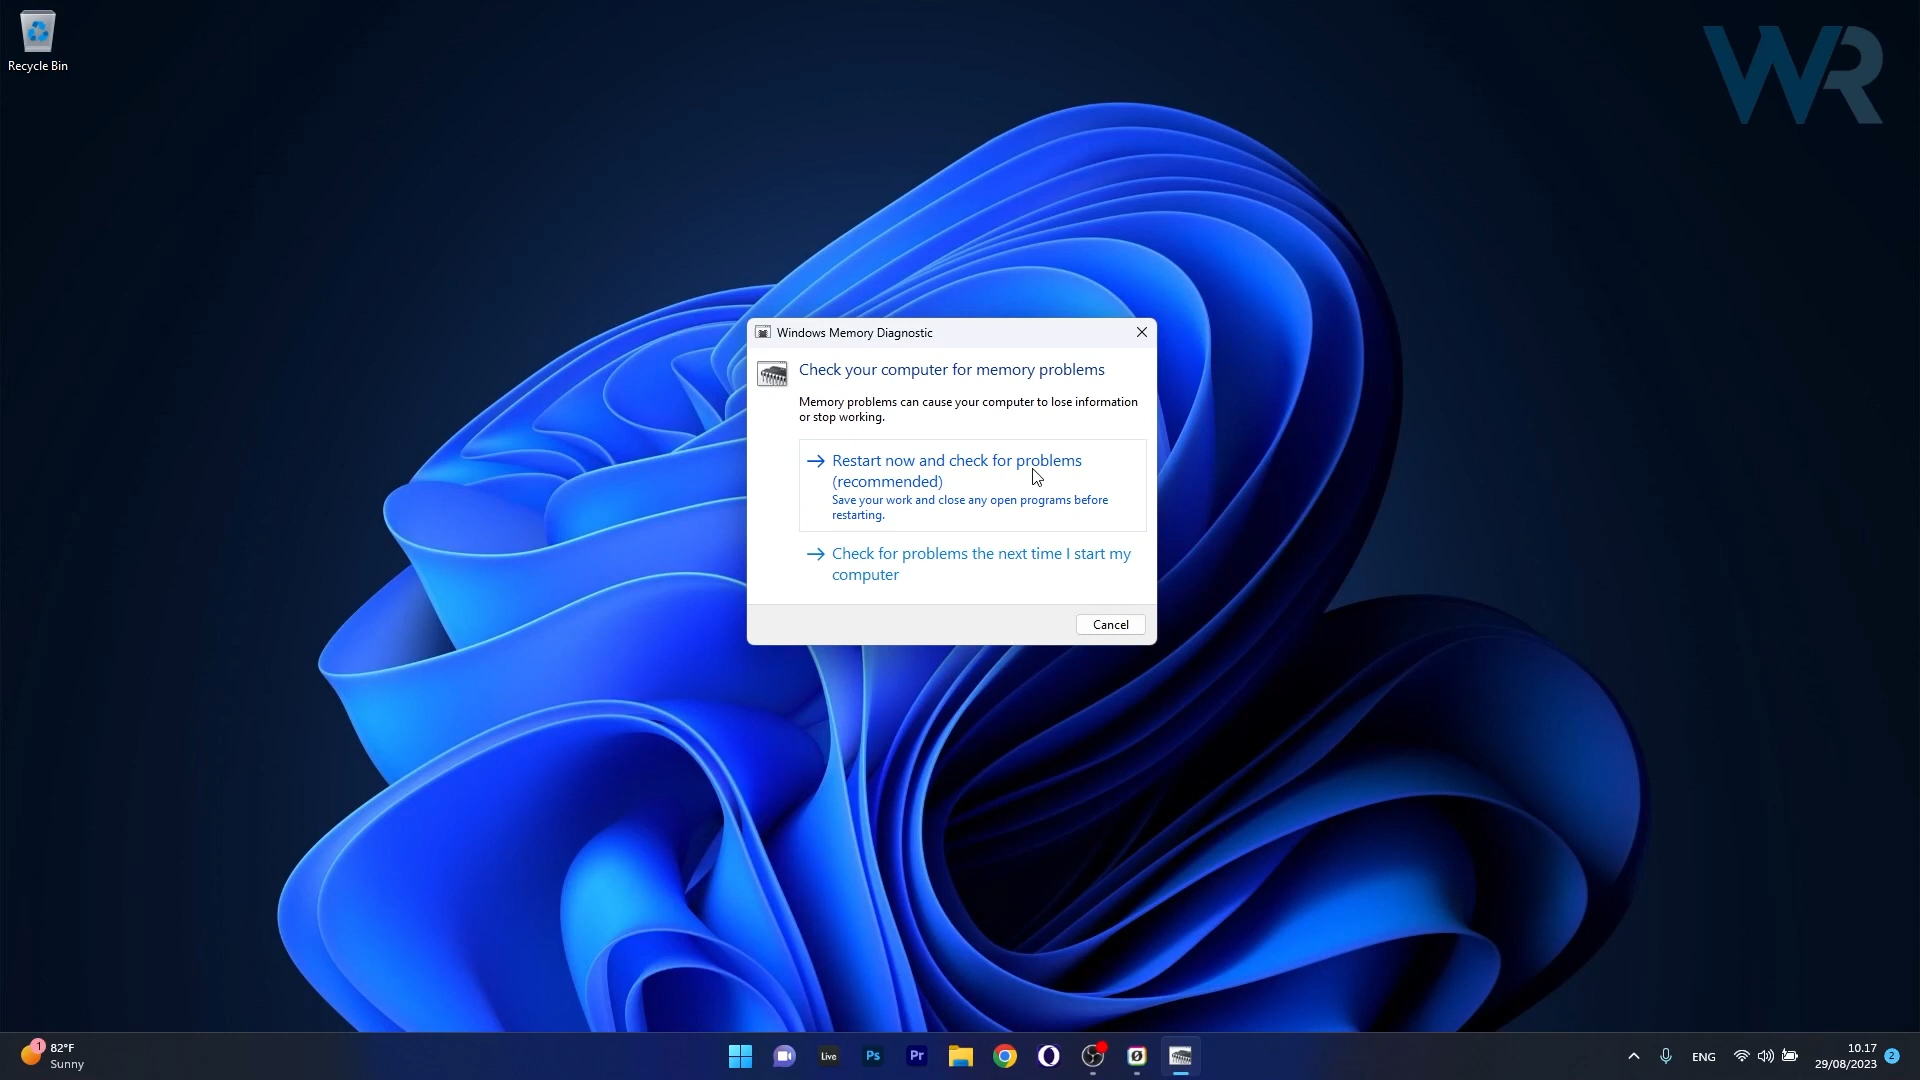 Recycle Bin
WR
Windows Memory Diagnostic
Check your computer for memory problems
Memory problems can cause your computer to lose information
or stop working.
Restart now and check for problems
(recommended)
Save your work and close any open programs before
restarting.
Check for problems the next time I start my
computer
Cancel
1
82°F
Sunny
Live
Ps
Pr
ENG
10.17
29/08/2023
2